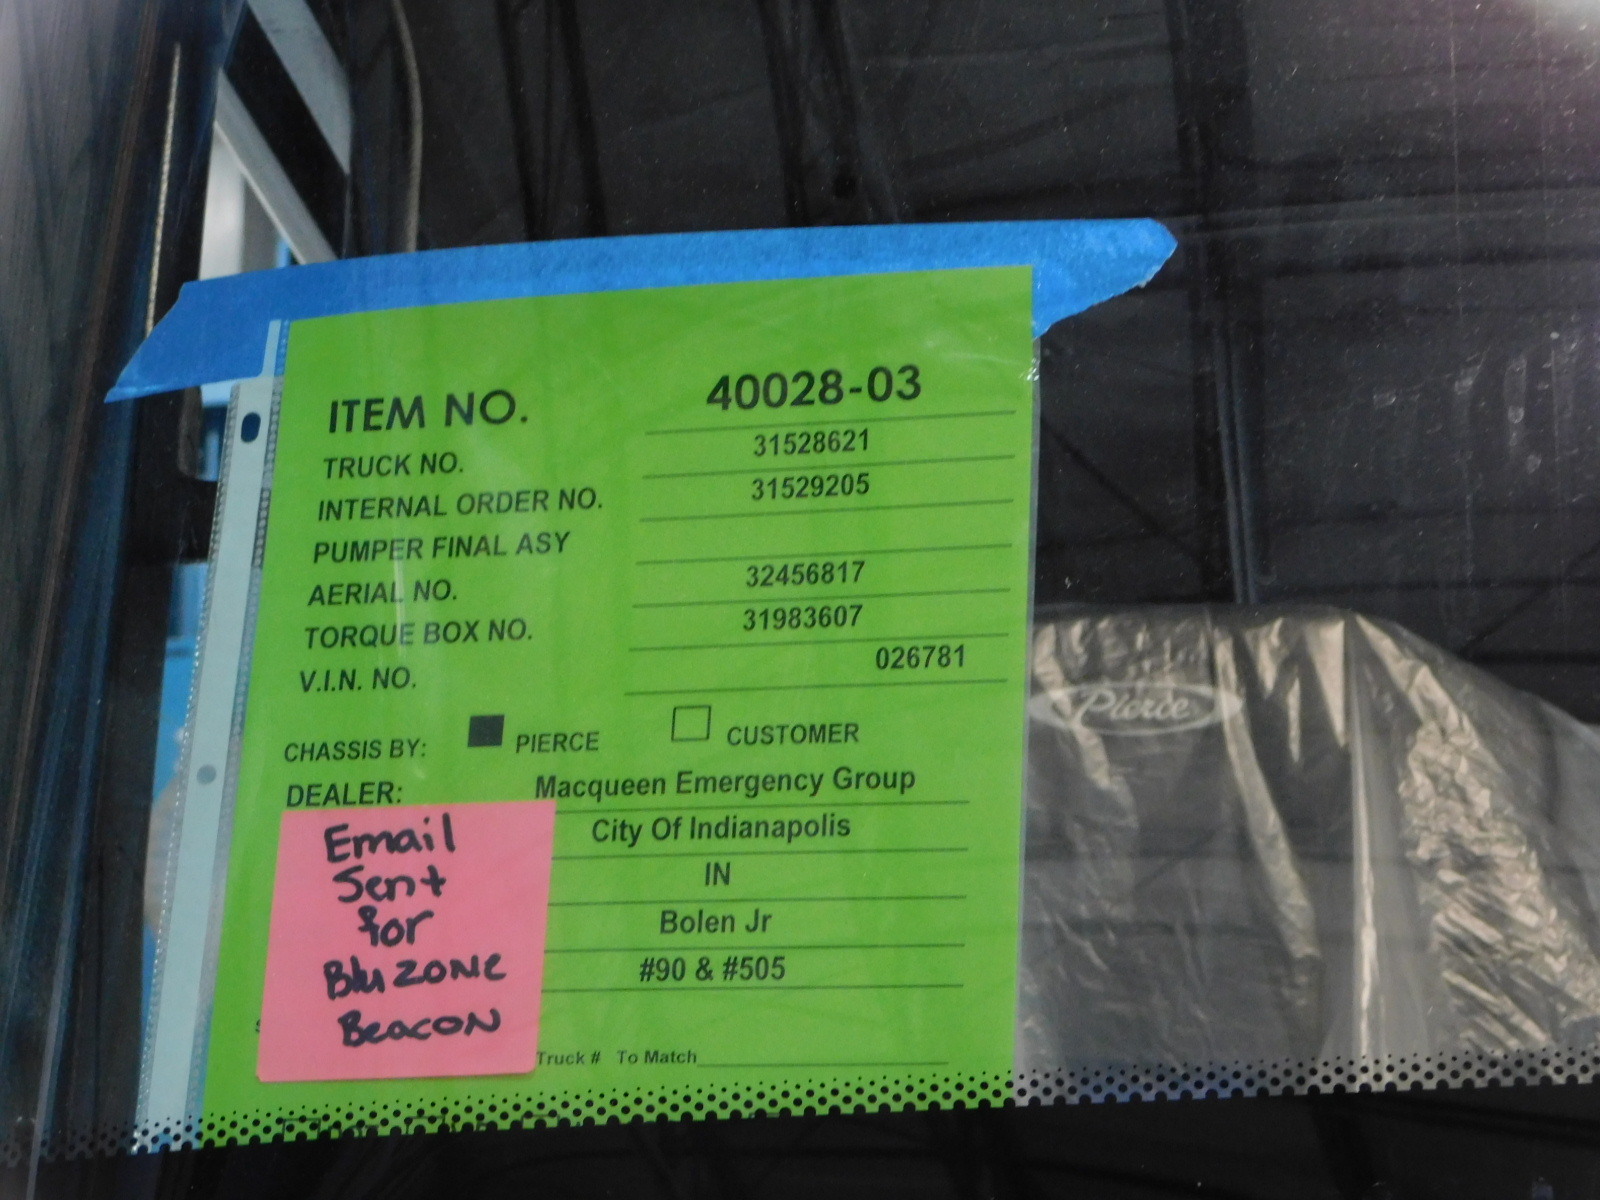 ITEM NO. 40028-03
TRUCK NO. 31528621
INTERNAL ORDER NO. 31529205
PUMPER FINAL ASY
AERIAL NO. 32456817
TORQUE BOX NO. 31983607
V.I.N. NO. 026781
CHASSIS BY: PIERCE CUSTOMER
DEALER: Macqueen Emergency Group
City Of Indianapolis
IN
Bolen Jr
#90 & #505
Truck # To Match
Email
Sent
for
Blu ZONe
BeacoN
Pierce